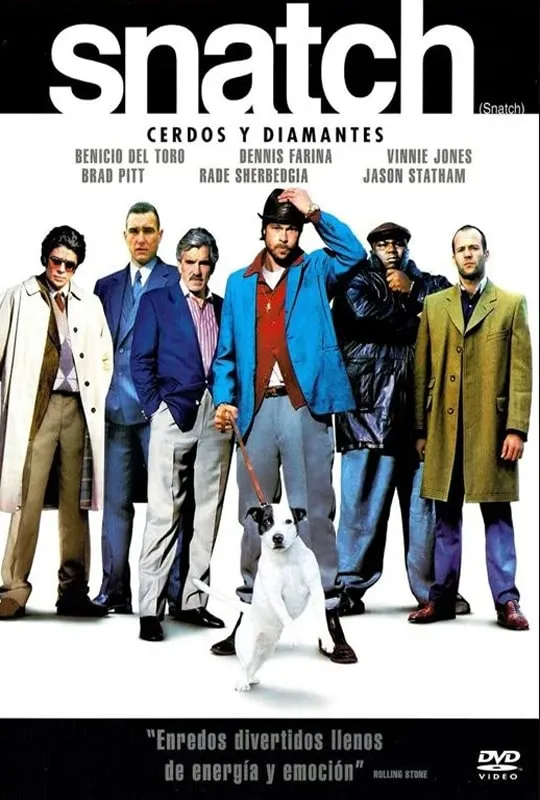 snatch
(Snatch)
CERDOS Y DIAMANTES
BENICIO DEL TORO DENNIS FARINA VINNIE JONES
BRAD PITT RADE SHERBEDGIA JASON STATHAM
"Enredos divertidos llenos
de energía y emoción" ROLLING STONE
DVD
VIDEO